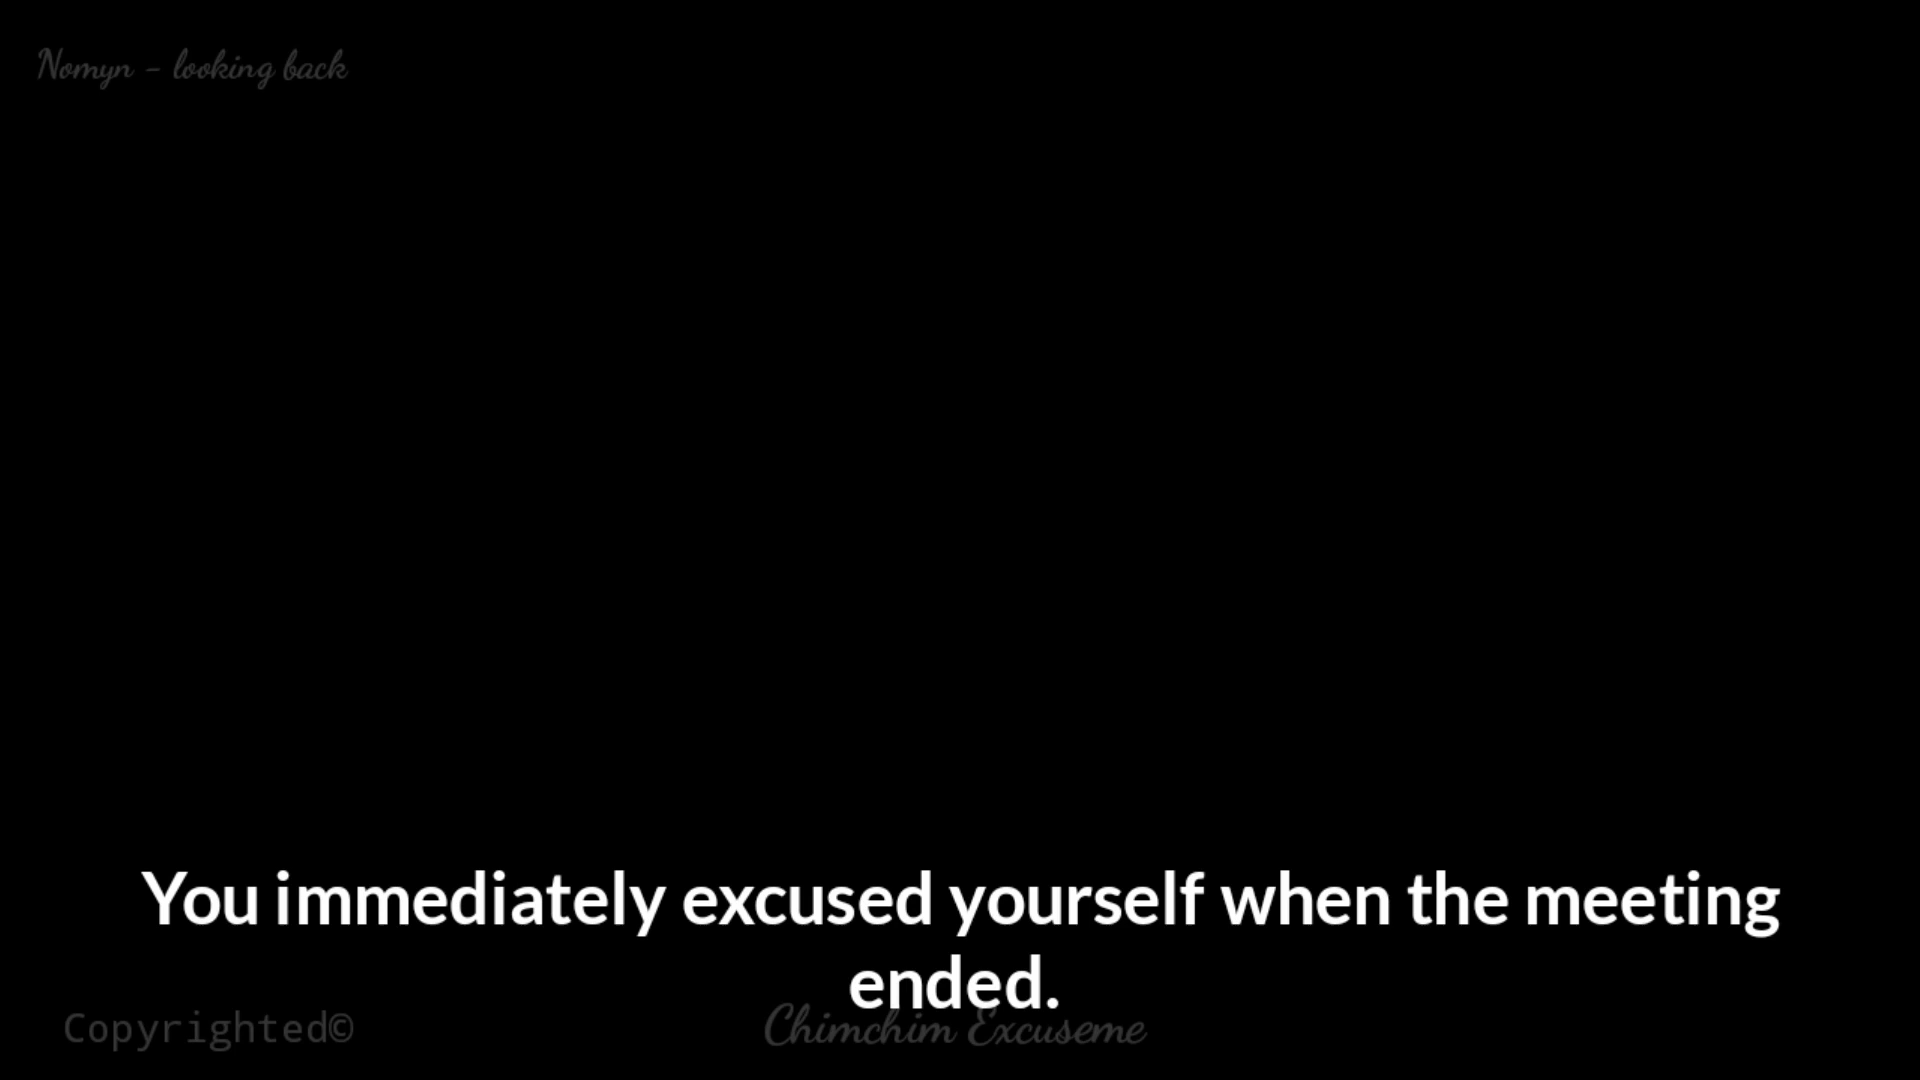 Nomyn - looking back
You immediately excused yourself when the meeting
ended.
Copyrighted©
Chimchim Excuseme